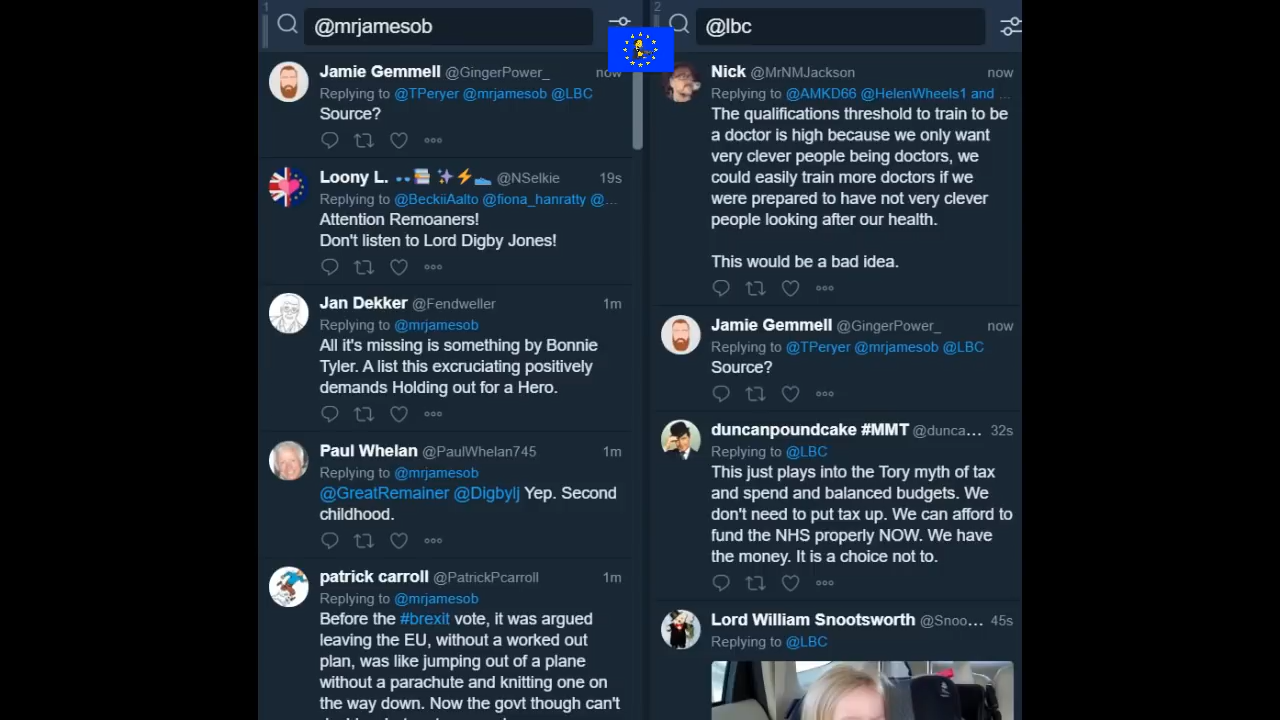 1
@mrjamesob
Jamie Gemmell @GingerPower_ now
Replying to @TPeryer @mrjamesob @LBC
Source?
Loony L. @NSelkie 19s
Replying to @BeckiiAalto @fiona_hanratty @...
Attention Remoaners!
Don't listen to Lord Digby Jones!
Jan Dekker @Fendweller 1m
Replying to @mrjamesob
All it's missing is something by Bonnie
Tyler. A list this excruciating positively
demands Holding out for a Hero.
Paul Whelan @PaulWhelan745 1m
Replying to @mrjamesob
@GreatRemainer @Digbylj Yep. Second
childhood.
patrick carroll @PatrickPcarroll 1m
Replying to @mrjamesob
Before the #brexit vote, it was argued
leaving the EU, without a worked out
plan, was like jumping out of a plane
without a parachute and knitting one on
the way down. Now the govt though can't
2
@lbc
Nick @MrNMJackson now
Replying to @AMKD66 @HelenWheels1 and ...
The qualifications threshold to train to be
a doctor is high because we only want
very clever people being doctors, we
could easily train more doctors if we
were prepared to have not very clever
people looking after our health.
This would be a bad idea.
Jamie Gemmell @GingerPower_ now
Replying to @TPeryer @mrjamesob @LBC
Source?
duncanpoundcake #MMT @dunca... 32s
Replying to @LBC
This just plays into the Tory myth of tax
and spend and balanced budgets. We
don't need to put tax up. We can afford to
fund the NHS properly NOW. We have
the money. It is a choice not to.
Lord William Snootsworth @Snoo... 45s
Replying to @LBC